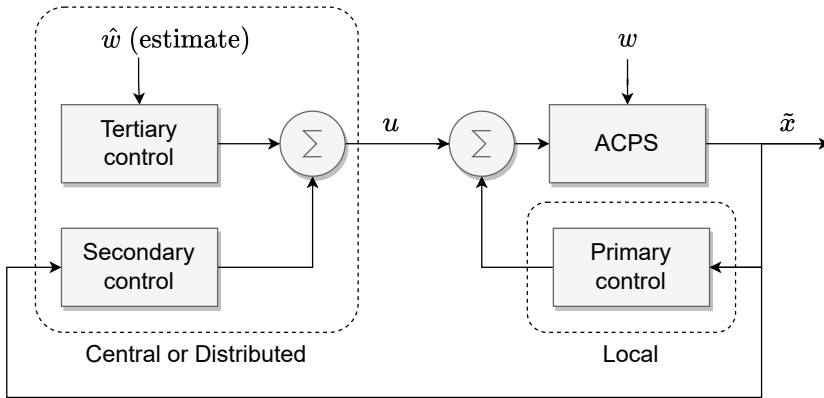 ŵ (estimate)
w
Tertiary
control
∑
u
∑
ACPS
x̃
Secondary
control
Primary
control
Central or Distributed
Local